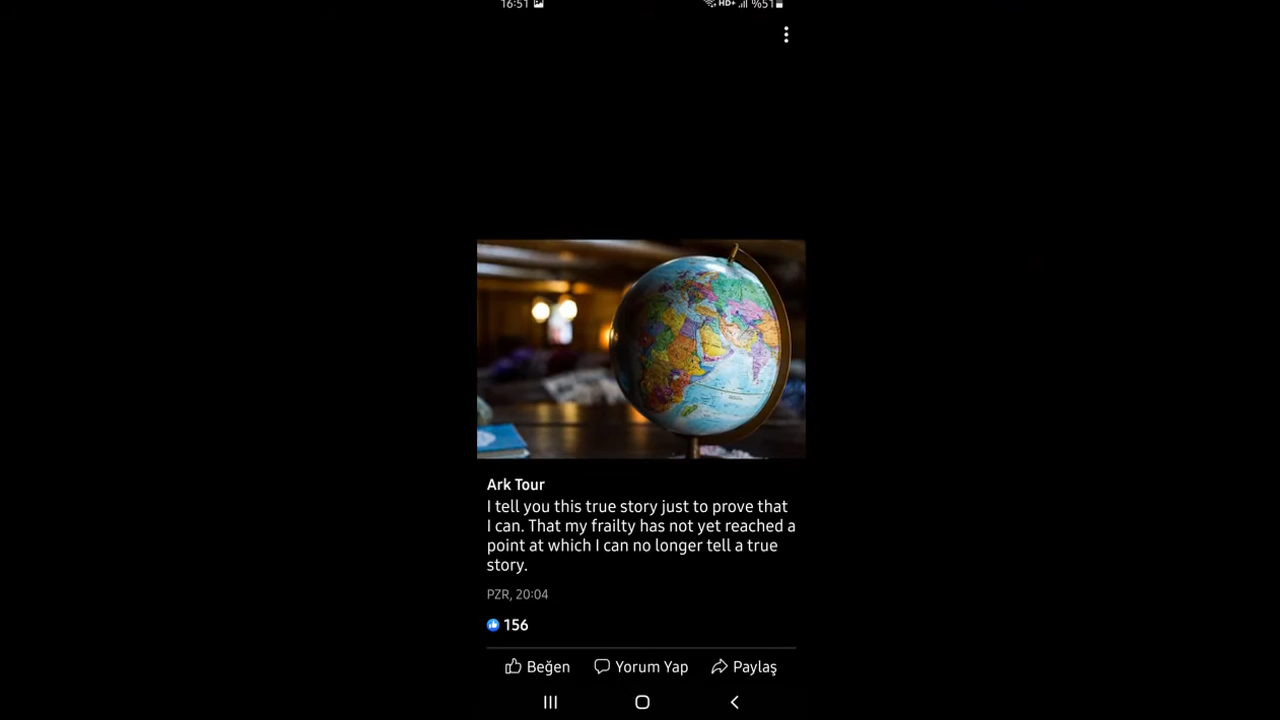 16:51 HD+ %51
Ark Tour
I tell you this true story just to prove that
I can. That my frailty has not yet reached a
point at which I can no longer tell a true
story.
PZR, 20:04
156
Beğen Yorum Yap Paylaş